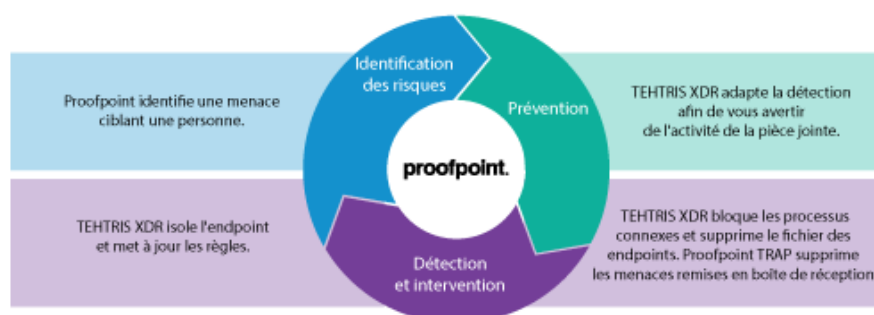 Identification
des risques
Proofpoint identifie une menace
ciblant une personne.
Prévention
TEHTRIS XDR adapte la détection
afin de vous avertir
de l'activité de la pièce jointe.
proofpoint.
TEHTRIS XDR isole l'endpoint
et met à jour les règles.
Détection
et intervention
TEHTRIS XDR bloque les processus
connexes et supprime le fichier des
endpoints. Proofpoint TRAP supprime
les menaces remises en boîte de réception